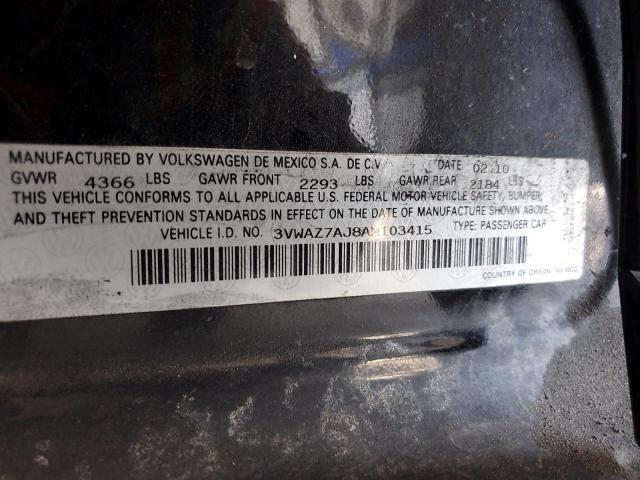 MANUFACTURED BY VOLKSWAGEN DE MEXICO S.A. DE C.V DATE 02.10
GVWR 4366 LBS GAWR FRONT 2293 LBS GAWR REAR 2184 LBS
THIS VEHICLE CONFORMS TO ALL APPLICABLE U.S. FEDERAL MOTOR VEHICLE SAFETY, BUMPER,
AND THEFT PREVENTION STANDARDS IN EFFECT ON THE DATE OF MANUFACTURE SHOWN ABOVE.
VEHICLE I.D. NO. 3VWAZ7AJ8AM103415 TYPE: PASSENGER CAR
COUNTRY OF ORIGIN: MEXICO